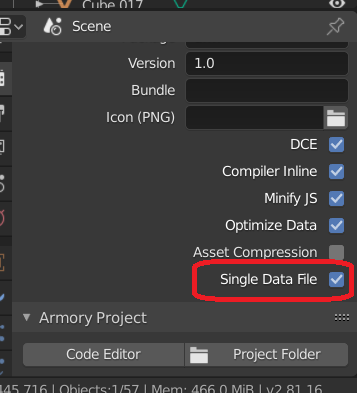 Cube.017
Scene
Version 1.0
Bundle
Icon (PNG)
DCE
Compiler Inline
Minify JS
Optimize Data
Asset Compression
Single Data File
Armory Project
Code Editor Project Folder
445,716 | Objects:1/57 | Mem: 466.0 MiB | v2.81.16